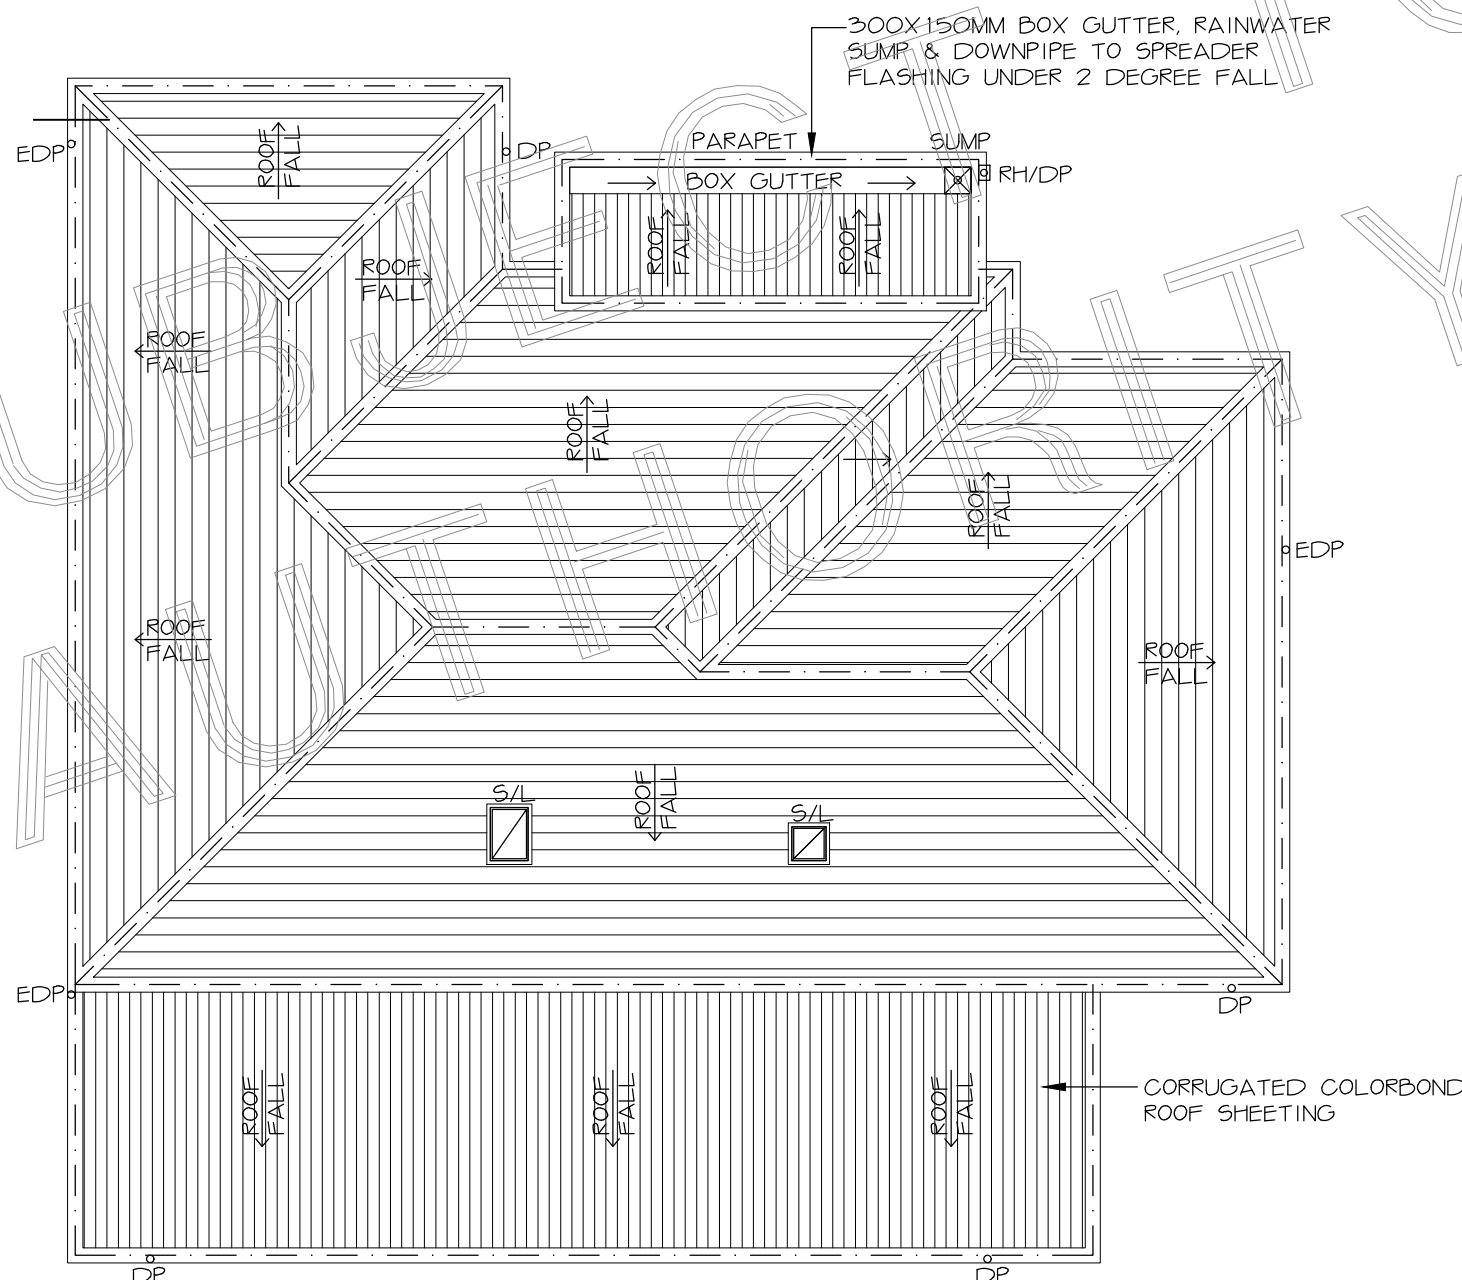 300X150MM BOX GUTTER, RAINWATER
SUMP & DOWNPIPE TO SPREADER
FLASHING UNDER 2 DEGREE FALL
PARAPET
SUMP
EDP
DP
RH/DP
BOX GUTTER
ROOF
FALL
ROOF
FALL
ROOF
FALL
ROOF
FALL
ROOF
FALL
ROOF
FALL
ROOF
FALL
EDP
ROOF
FALL
ROOF
FALL
S/L
ROOF
FALL
S/L
EDP
DP
ROOF
FALL
ROOF
FALL
ROOF
FALL
CORRUGATED COLORBOND
ROOF SHEETING
DP
DP
UBJECT T
AUTHORITY